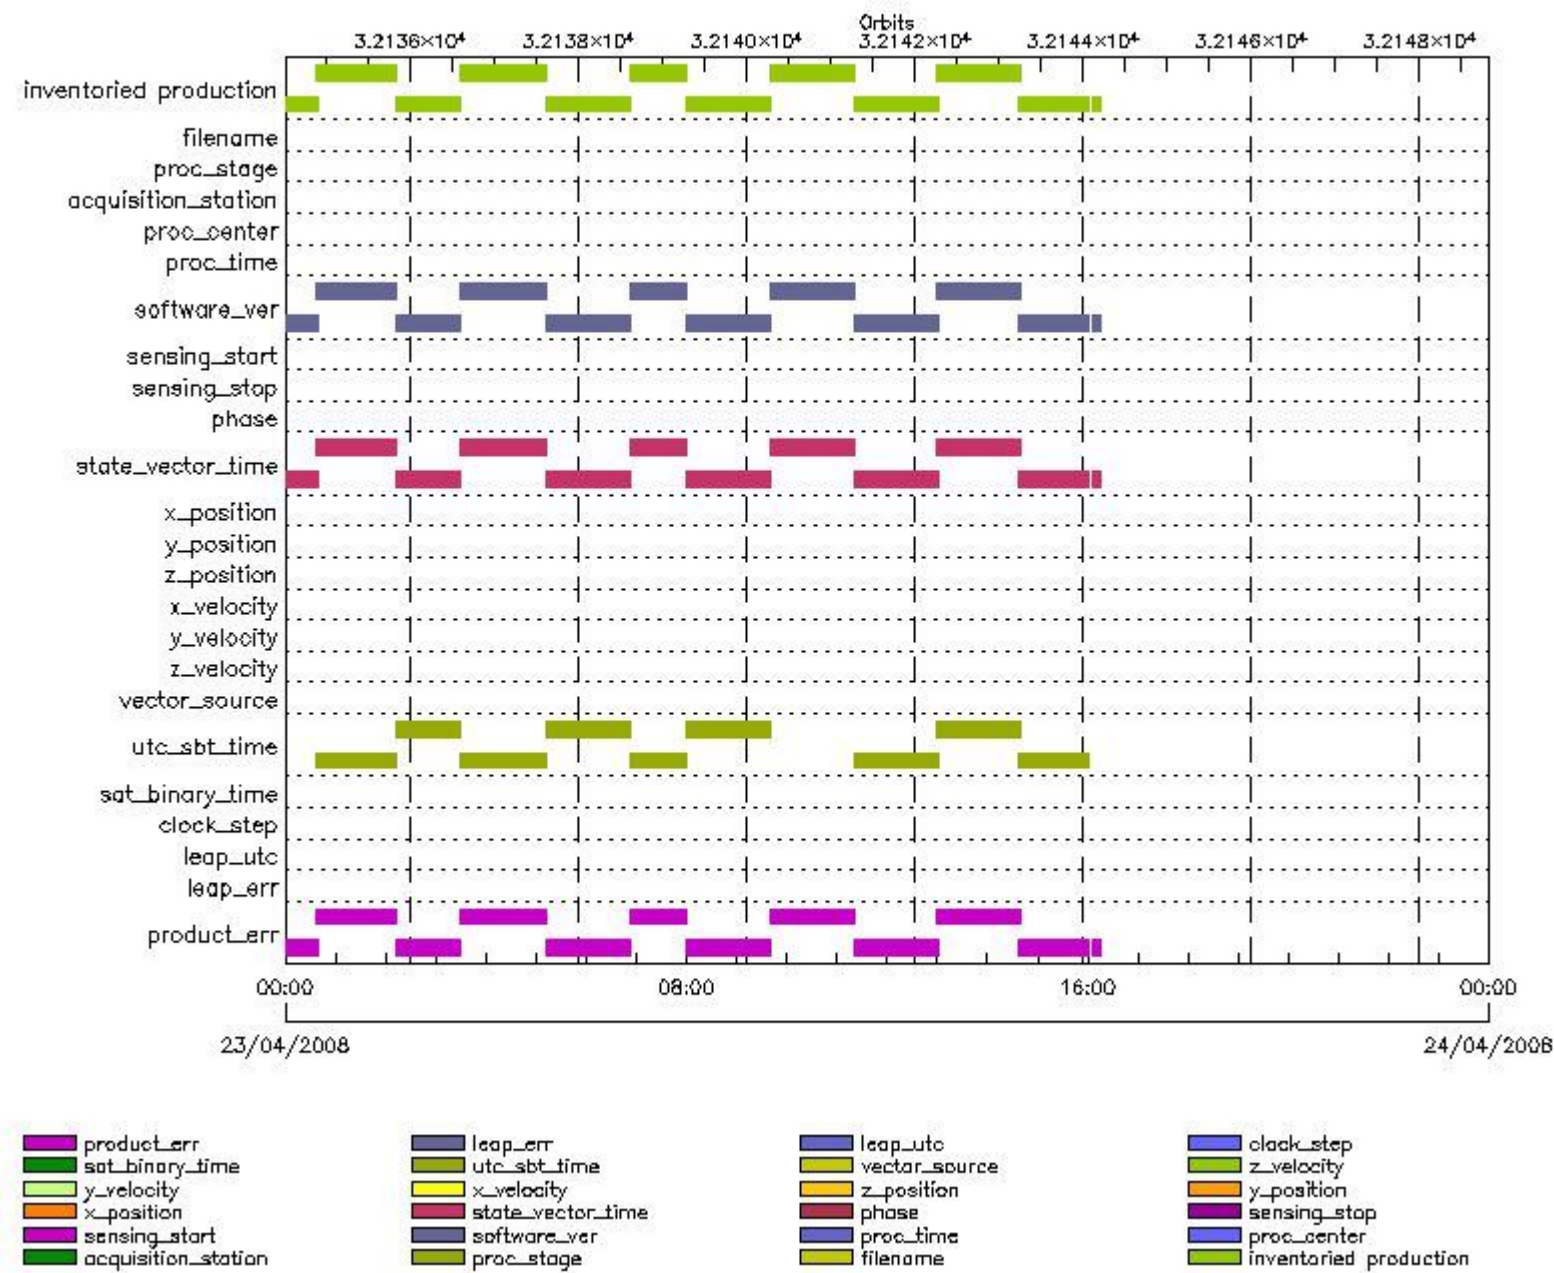 Orbits
3.2136×10⁴ 3.2138×10⁴ 3.2140×10⁴ 3.2142×10⁴ 3.2144×10⁴ 3.2146×10⁴ 3.2148×10⁴
inventoried production
filename
proc_stage
acquisition_station
proc_center
proc_time
software_ver
sensing_start
sensing_stop
phase
state_vector_time
x_position
y_position
z_position
x_velocity
y_velocity
z_velocity
vector_source
utc_sbt_time
sat_binary_time
clock_step
leap_utc
leap_err
product_err
00:00 08:00 16:00 00:00
23/04/2008 24/04/2008
product_err leap_err leap_utc clock_step
sat_binary_time utc_sbt_time vector_source z_velocity
y_velocity x_velocity z_position y_position
x_position state_vector_time phase sensing_stop
sensing_start software_ver proc_time proc_center
acquisition_station proc_stage filename inventoried production